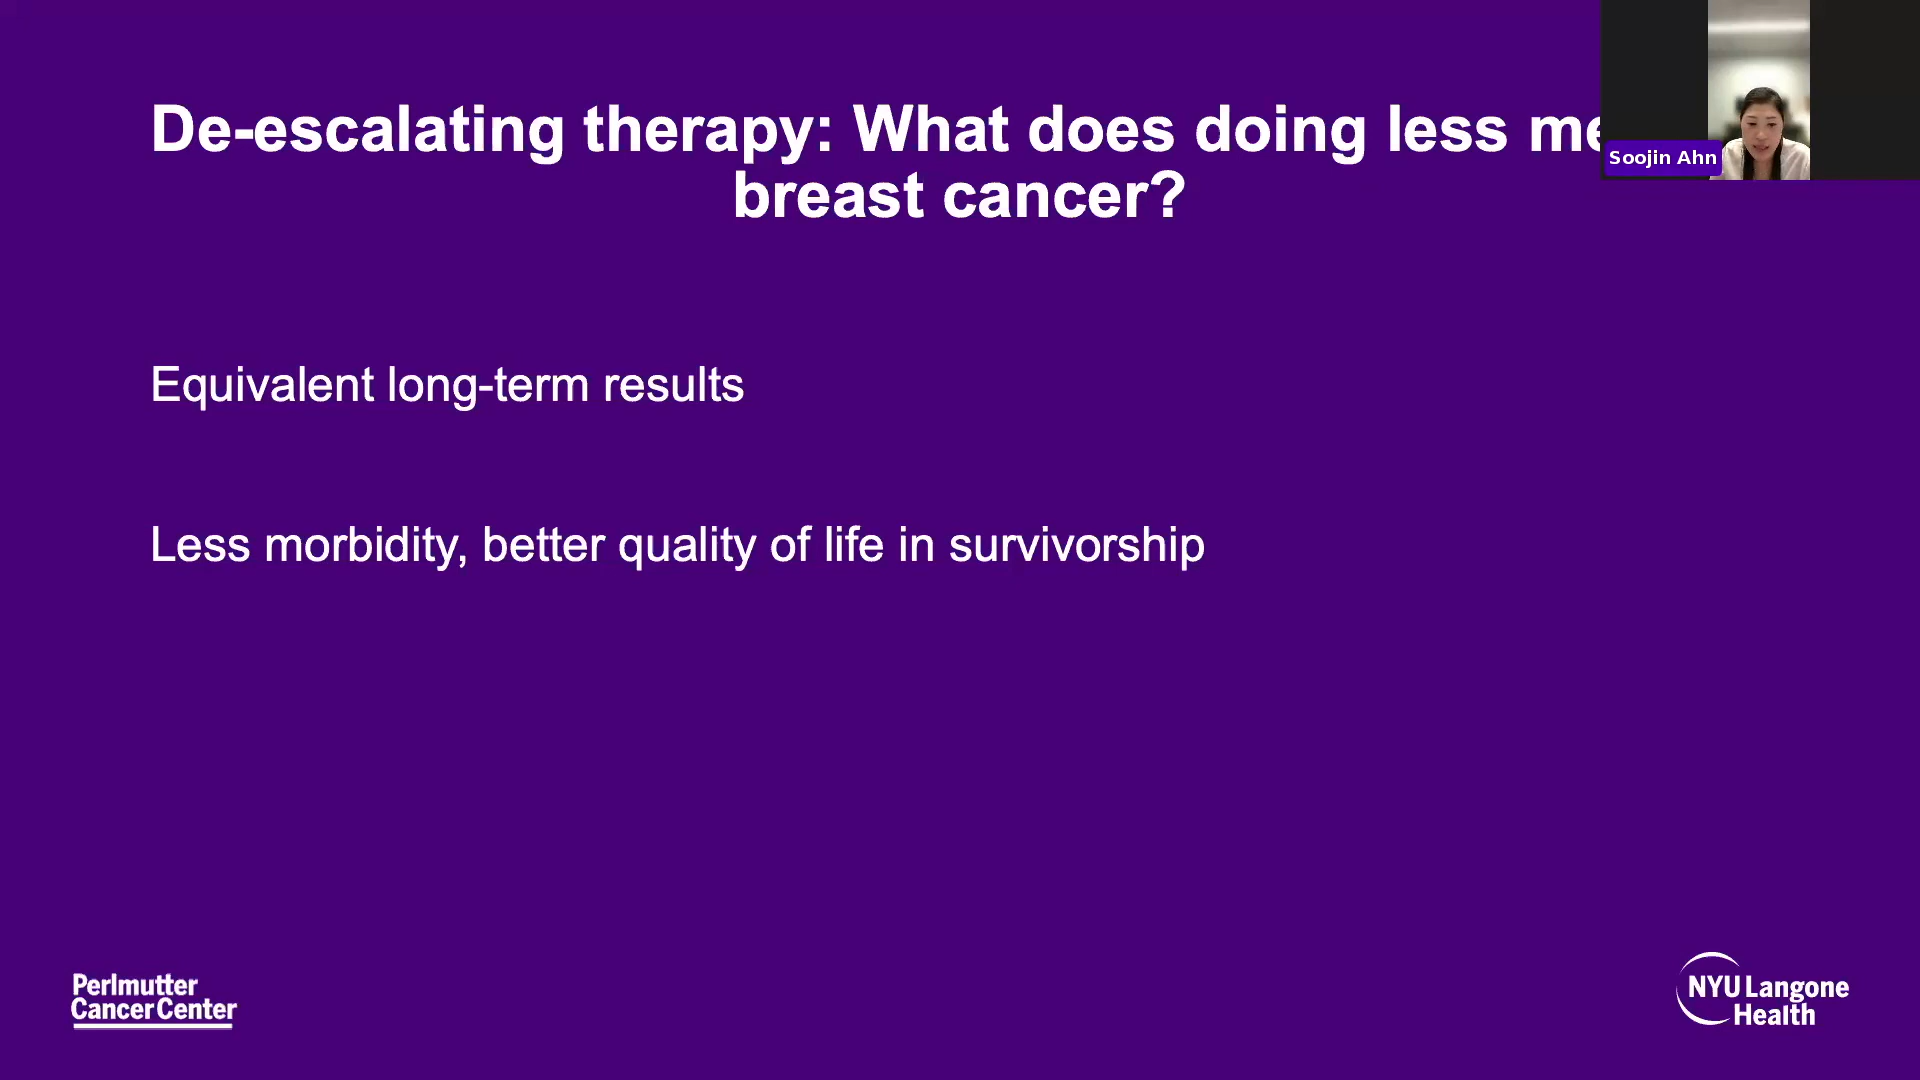 De-escalating therapy: What does doing less
breast cancer?
Soojin Ahn
Equivalent long-term results
Less morbidity, better quality of life in survivorship
Perlmutter
Cancer Center
NYU Langone
Health